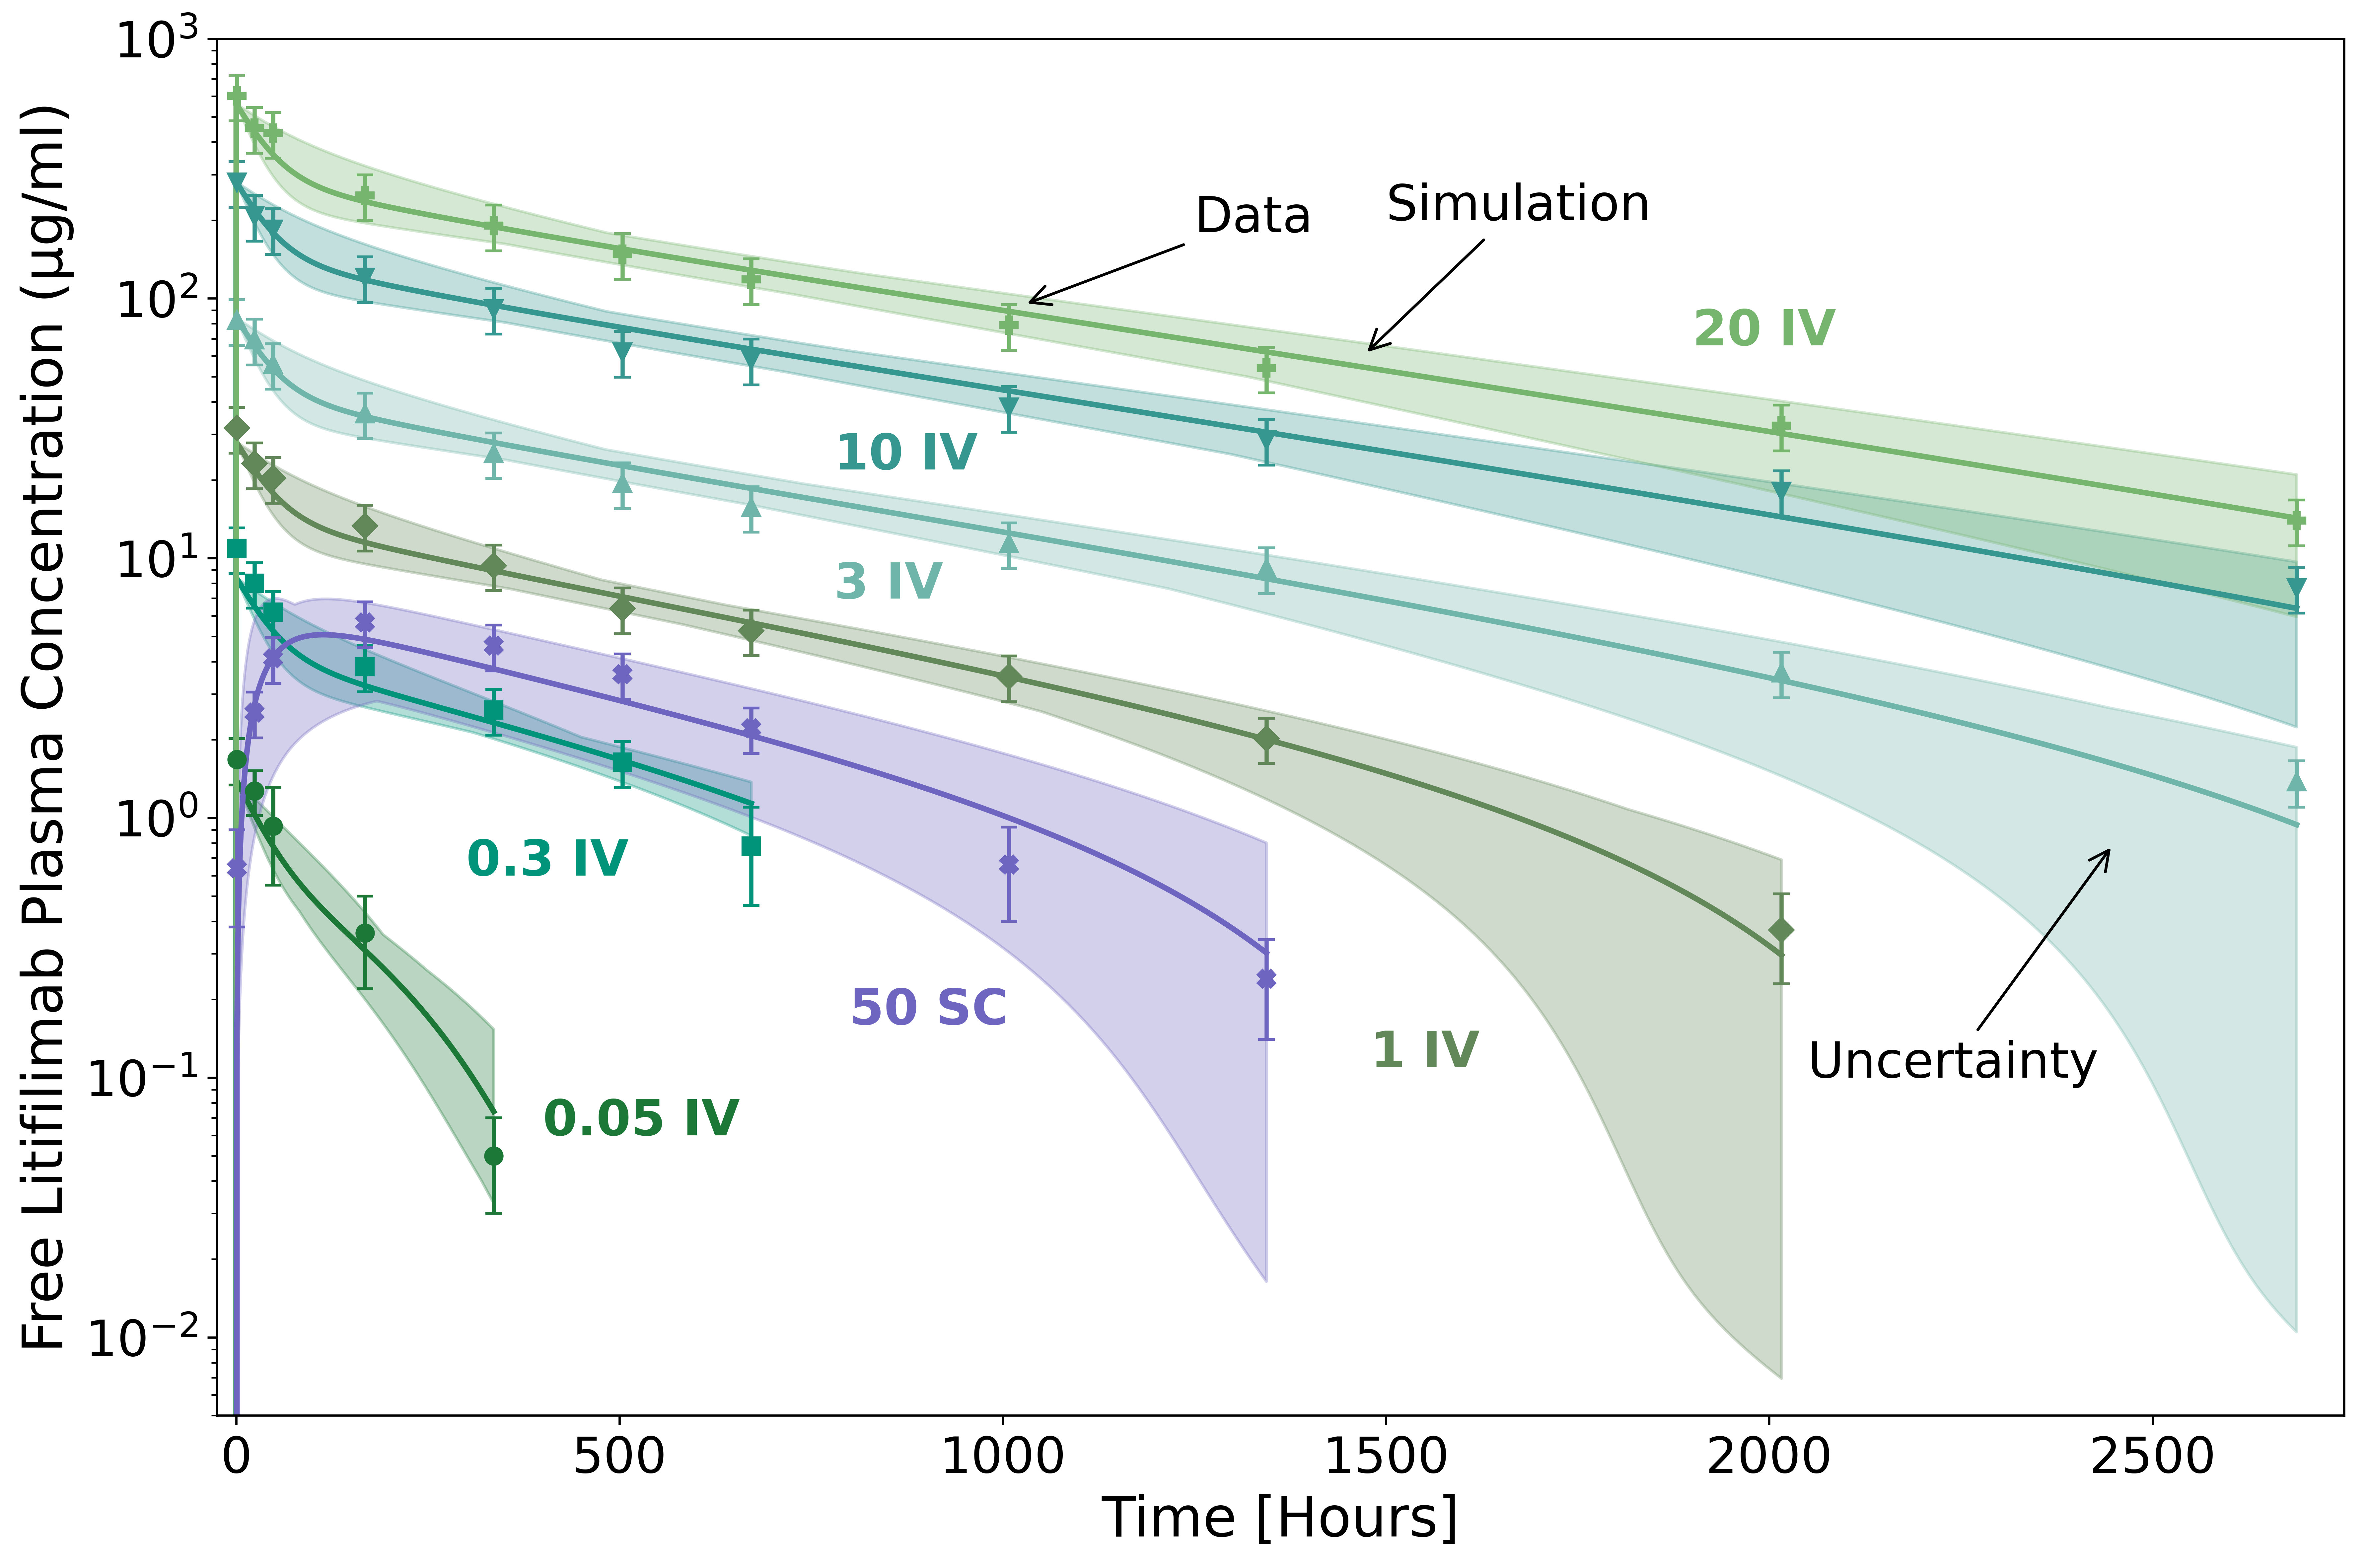 Free Litifilimab Plasma Concentration (µg/ml)
10³
10²
10¹
10⁰
10⁻¹
10⁻²
Data
Simulation
20 IV
10 IV
3 IV
0.3 IV
50 SC
1 IV
Uncertainty
0.05 IV
0
500
1000
1500
2000
2500
Time [Hours]